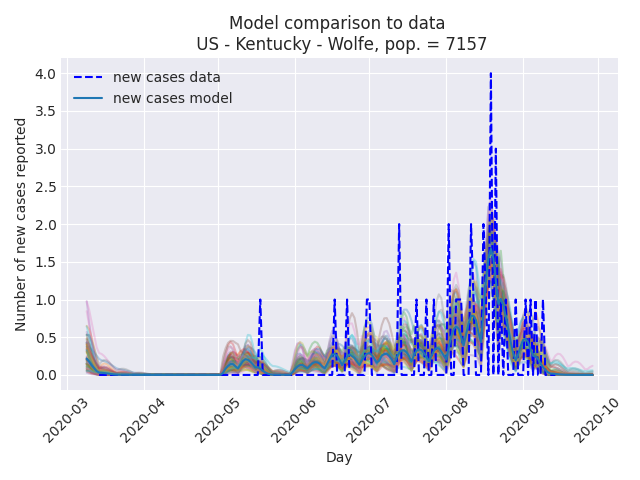 Model comparison to data
US - Kentucky - Wolfe, pop. = 7157
new cases data
new cases model
Number of new cases reported
4.0
3.5
3.0
2.5
2.0
1.5
1.0
0.5
0.0
2020-03
2020-04
2020-05
2020-06
2020-07
2020-08
2020-09
2020-10
Day